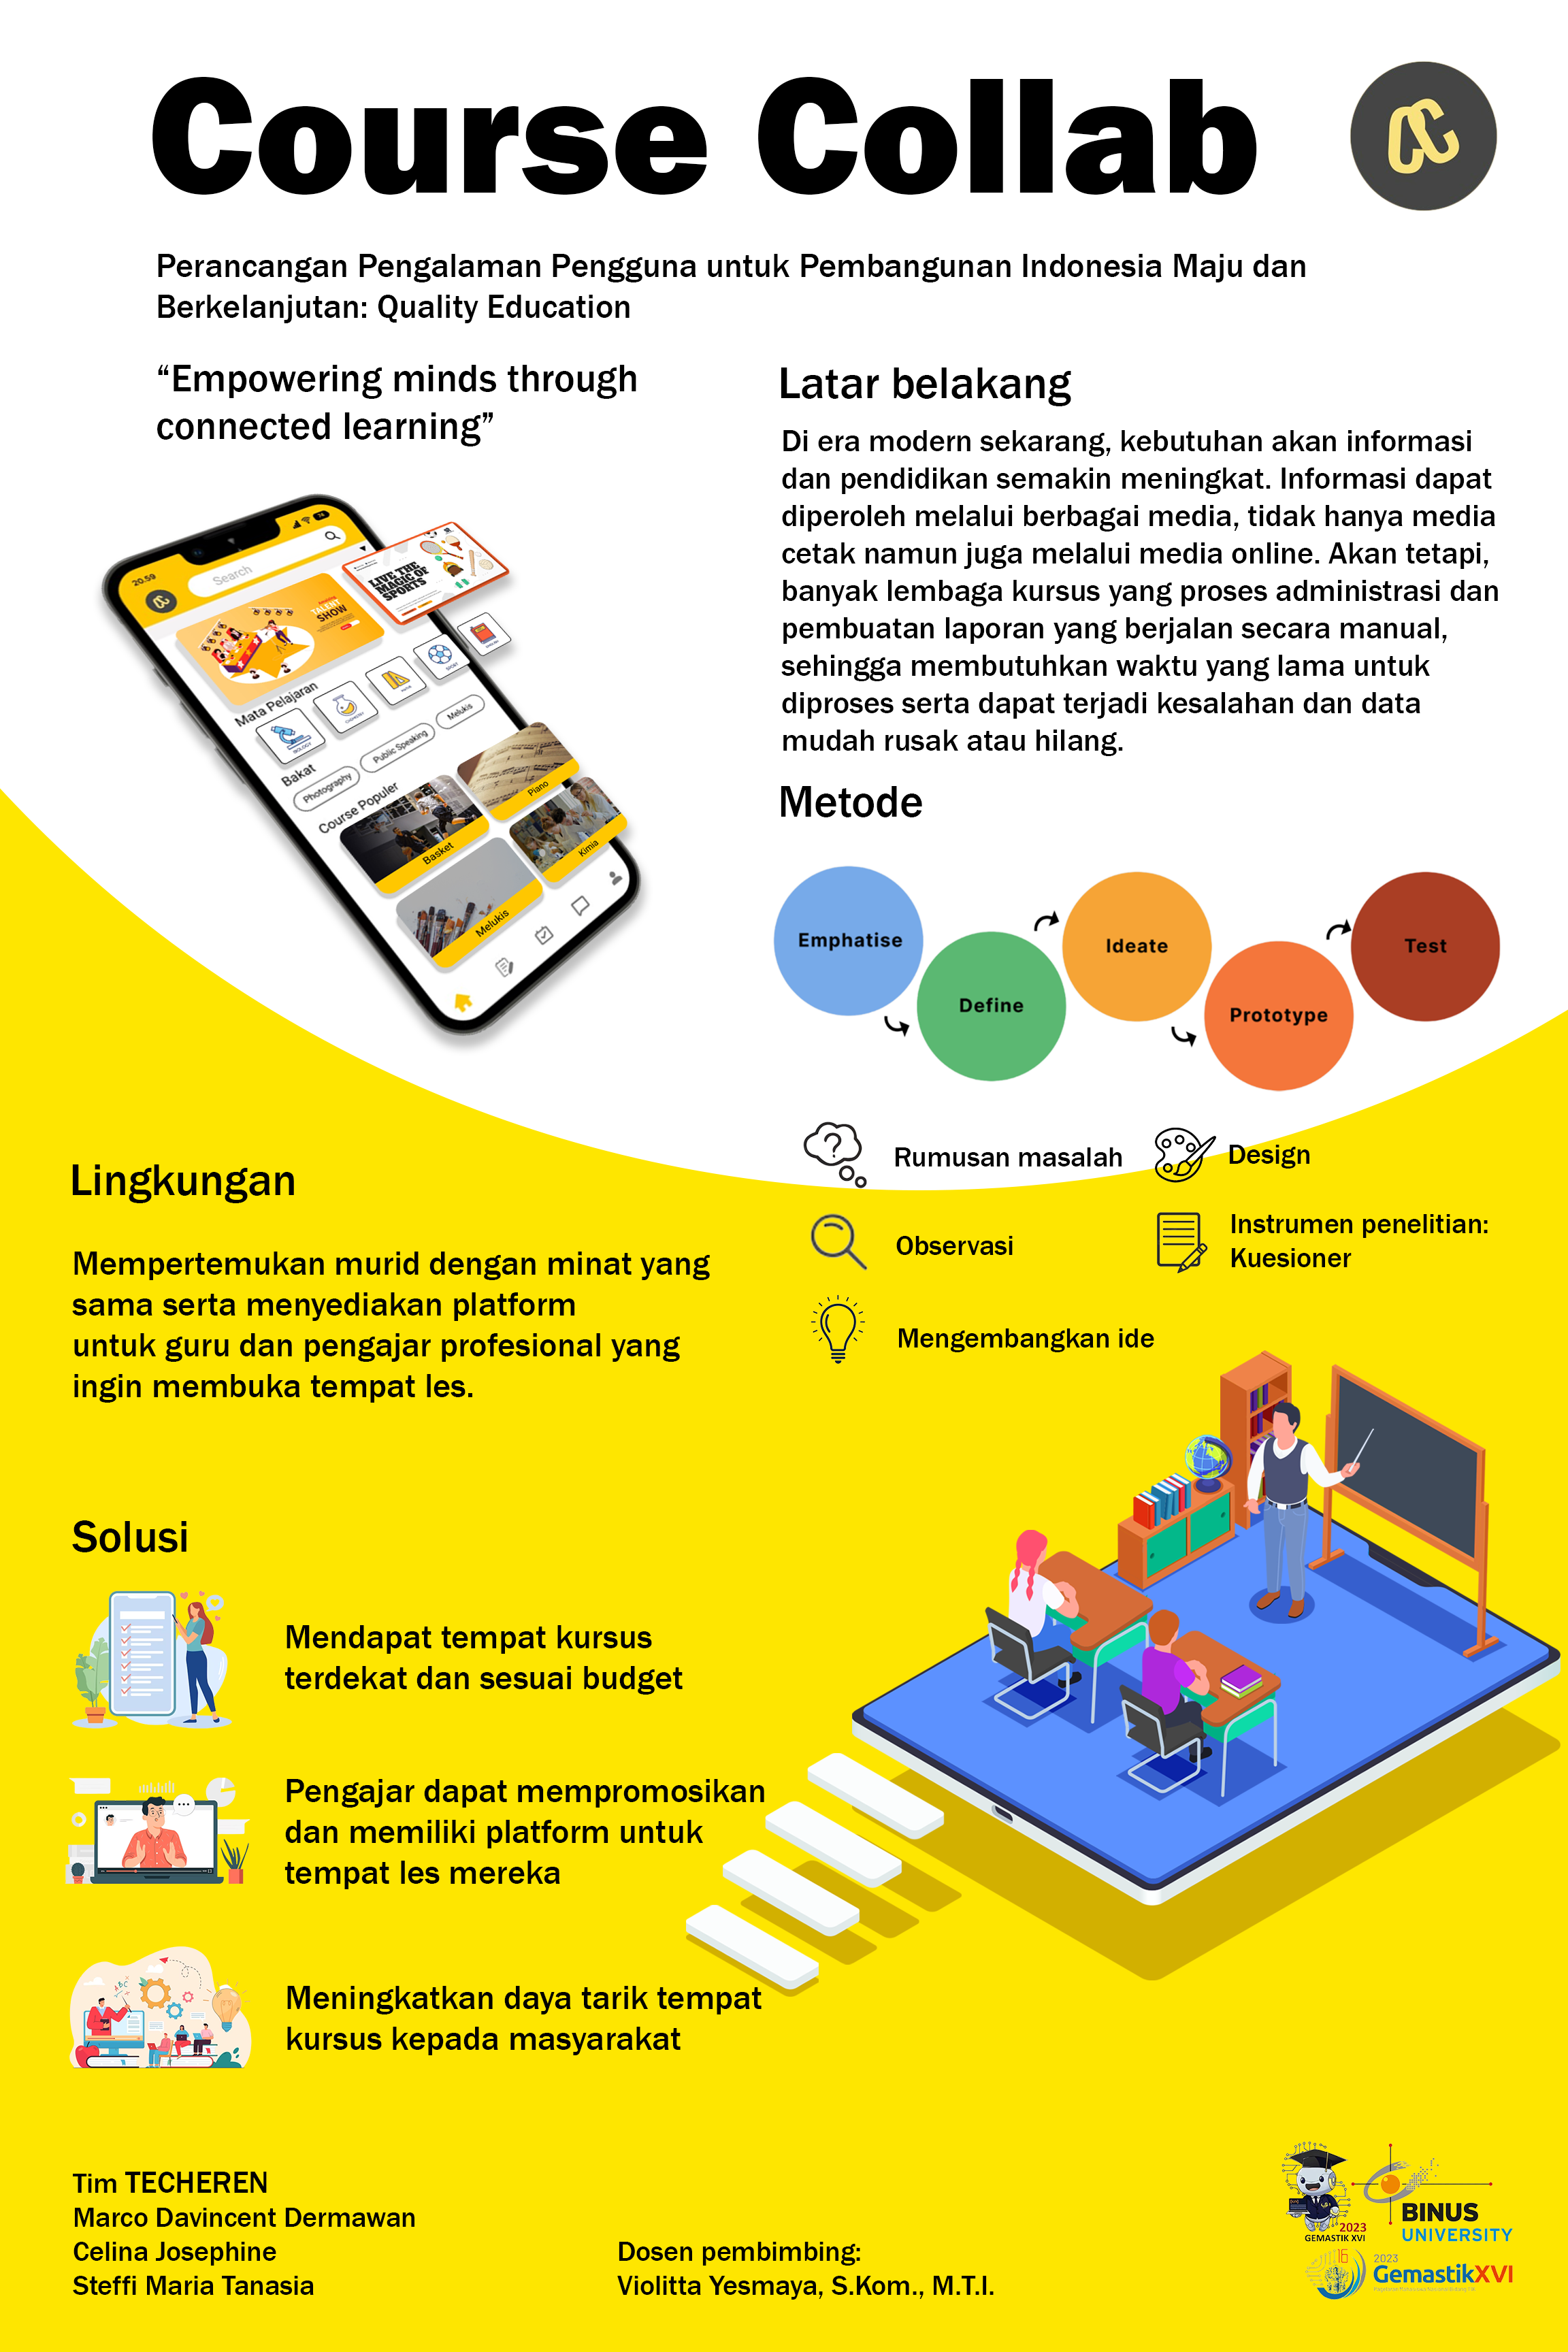 Course Collab
Perancangan Pengalaman Pengguna untuk Pembangunan Indonesia Maju dan
Berkelanjutan: Quality Education
“Empowering minds through
connected learning”
20.59
Search
TALENT
SHOW
LIVE THE
MAGIC OF
SPORTS
Mata Pelajaran
BIOLOGY
CHEMISTRY
SPORT
Bakat
Photography
Public Speaking
Melukis
Course Populer
Basket
Piano
Melukis
Kimia
Latar belakang
Di era modern sekarang, kebutuhan akan informasi
dan pendidikan semakin meningkat. Informasi dapat
diperoleh melalui berbagai media, tidak hanya media
cetak namun juga melalui media online. Akan tetapi,
banyak lembaga kursus yang proses administrasi dan
pembuatan laporan yang berjalan secara manual,
sehingga membutuhkan waktu yang lama untuk
diproses serta dapat terjadi kesalahan dan data
mudah rusak atau hilang.
Metode
Emphatise
Define
Ideate
Prototype
Test
Rumusan masalah
Design
Observasi
Instrumen penelitian:
Kuesioner
Mengembangkan ide
Lingkungan
Mempertemukan murid dengan minat yang
sama serta menyediakan platform
untuk guru dan pengajar profesional yang
ingin membuka tempat les.
Solusi
Mendapat tempat kursus
terdekat dan sesuai budget
Pengajar dapat mempromosikan
dan memiliki platform untuk
tempat les mereka
ABC
Meningkatkan daya tarik tempat
kursus kepada masyarakat
Tim TECHEREN
Marco Davincent Dermawan
Celina Josephine
Steffi Maria Tanasia
Dosen pembimbing:
Violitta Yesmaya, S.Kom., M.T.I.
2023
GEMASTIK XVI
BINUS
UNIVERSITY
16
2023
GemastikXVI